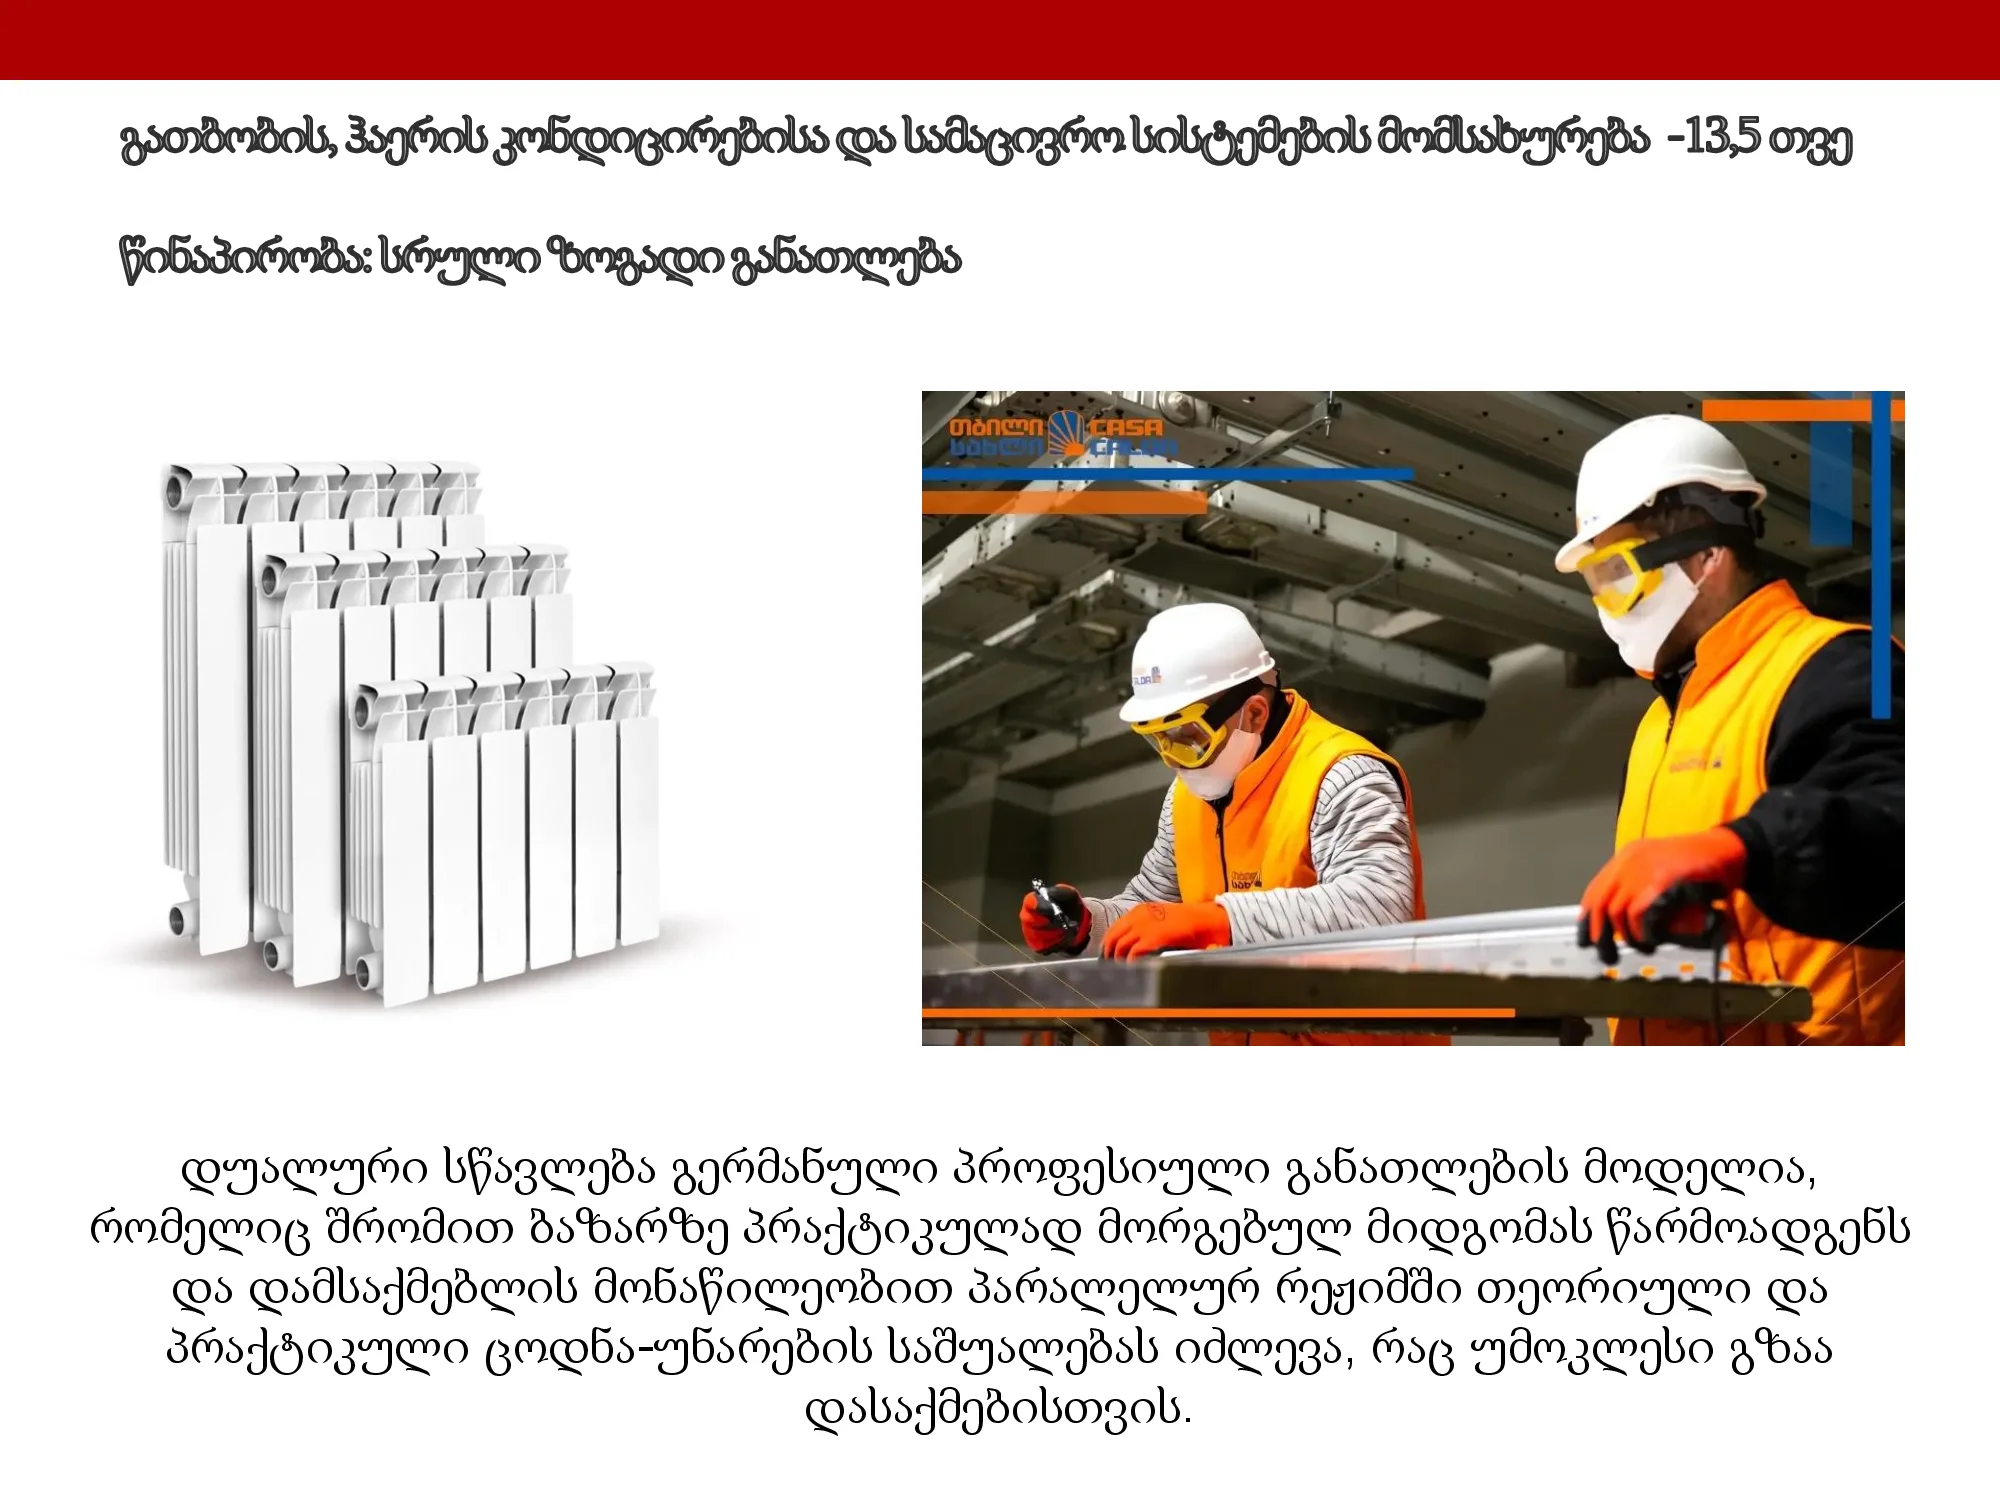 გათბობის, ჰაერის კონდიცირებისა და სამაცივრო სისტემების მომსახურება -13,5 თვე
წინაპირობა: სრული ზოგადი განათლება
თბილი CASA
სახლი CALDA
დუალური სწავლება გერმანული პროფესიული განათლების მოდელია,
რომელიც შრომით ბაზარზე პრაქტიკულად მორგებულ მიდგომას წარმოადგენს
და დამსაქმებლის მონაწილეობით პარალელურ რეჟიმში თეორიული და
პრაქტიკული ცოდნა-უნარების საშუალებას იძლევა, რაც უმოკლესი გზაა
დასაქმებისთვის.